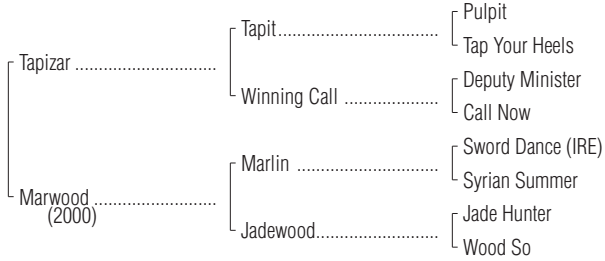 Pulpit
Tapit
Tap Your Heels
Tapizar
Deputy Minister
Winning Call
Call Now
Sword Dance (IRE)
Marlin
Syrian Summer
Marwood
(2000)
Jade Hunter
Jadewood
Wood So